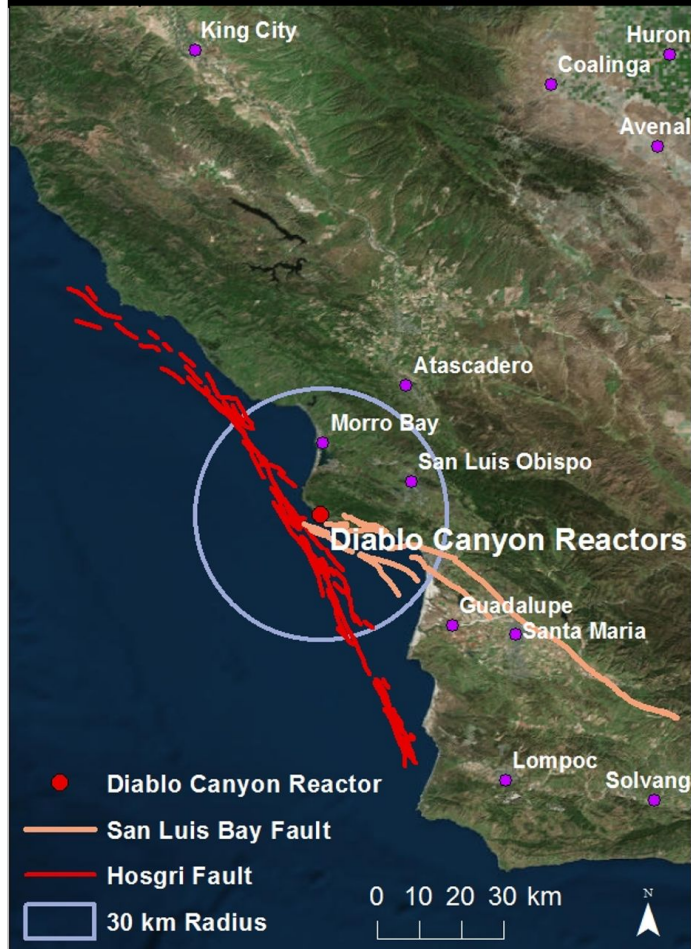 King City
Huron
Coalinga
Avenal
Atascadero
Morro Bay
San Luis Obispo
Diablo Canyon Reactors
Guadalupe
Santa Maria
Lompoc
Solvang
Diablo Canyon Reactor
San Luis Bay Fault
Hosgri Fault
30 km Radius
0 10 20 30 km
N